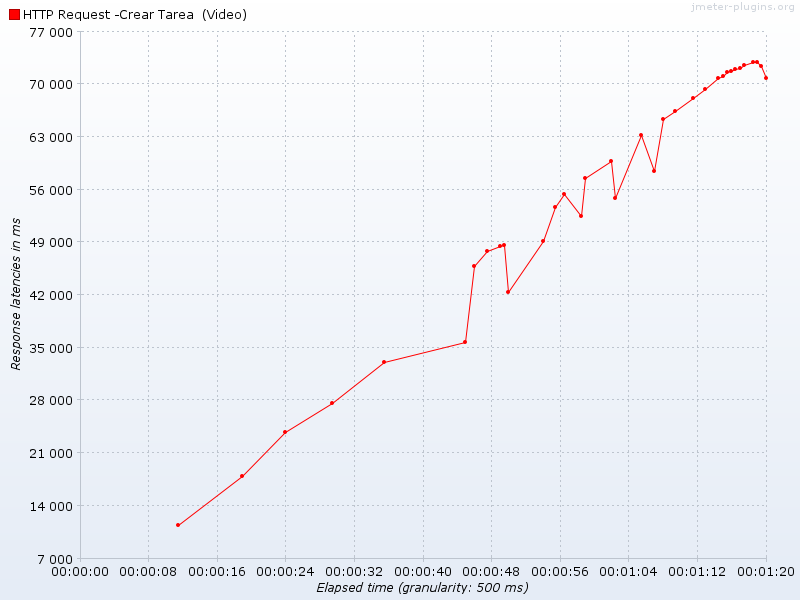 jmeter-plugins.org
HTTP Request -Crear Tarea  (Video)
77 000
70 000
63 000
56 000
49 000
42 000
35 000
28 000
21 000
14 000
7 000
Response latencies in ms
00:00:00 00:00:08 00:00:16 00:00:24 00:00:32 00:00:40 00:00:48 00:00:56 00:01:04 00:01:12 00:01:20
Elapsed time (granularity: 500 ms)